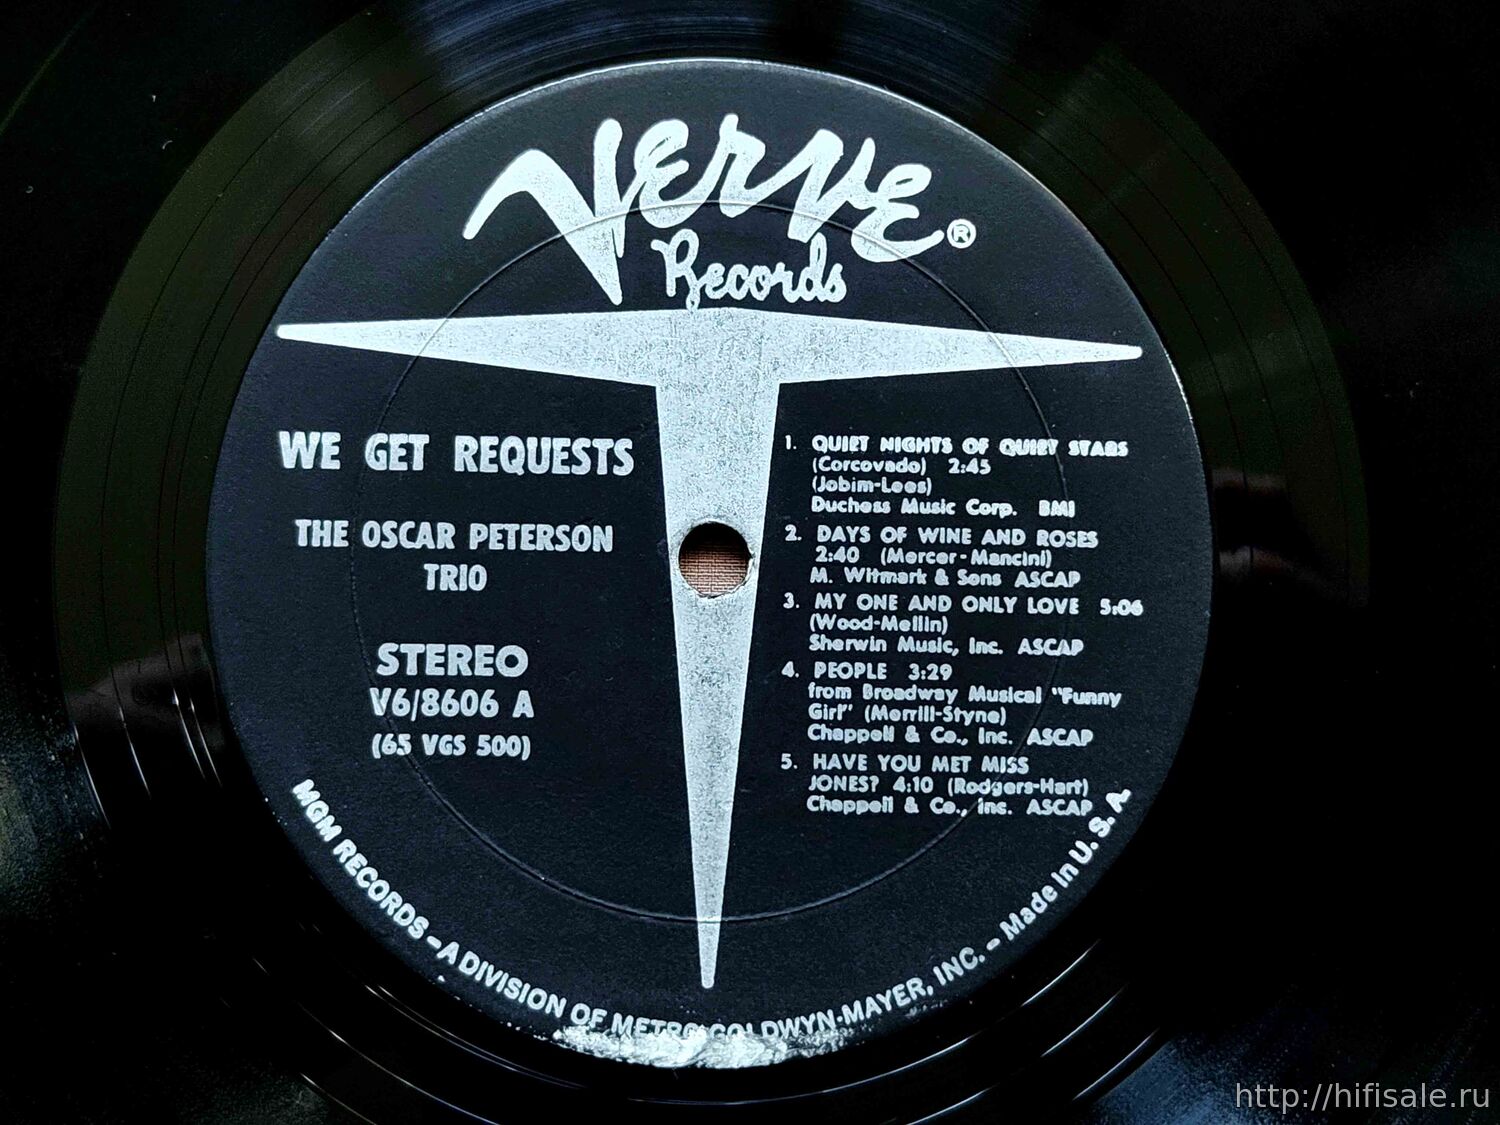 Verve ®
Records
WE GET REQUESTS
THE OSCAR PETERSON
TRIO
STEREO
V6/8606 A
(65 VGS 500)
1. QUIET NIGHTS OF QUIET STARS
(Corcovado) 2:45
(Jobim-Lees)
Duchess Music Corp. BMI
2. DAYS OF WINE AND ROSES
2:40 (Mercer-Mancini)
M. Witmark & Sons ASCAP
3. MY ONE AND ONLY LOVE 5:06
(Wood-Mellin)
Sherwin Music, Inc. ASCAP
4. PEOPLE 3:29
from Broadway Musical "Funny
Girl" (Merrill-Styne)
Chappell & Co., Inc. ASCAP
5. HAVE YOU MET MISS
JONES? 4:10 (Rodgers-Hart)
Chappell & Co., Inc. ASCAP
MGM RECORDS – A DIVISION OF METRO-GOLDWYN-MAYER, INC. – Made in U. S. A.
http://hifisale.ru